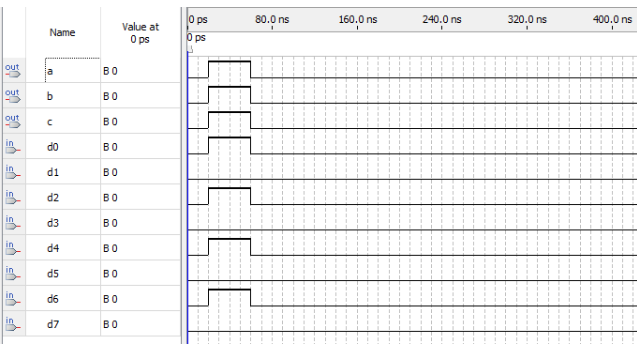 Name Value at 0 ps 0 ps 80.0 ns 160.0 ns 240.0 ns 320.0 ns 400.0 ns
0 ps
out a B 0
out b B 0
out c B 0
in d0 B 0
in d1 B 0
in d2 B 0
in d3 B 0
in d4 B 0
in d5 B 0
in d6 B 0
in d7 B 0